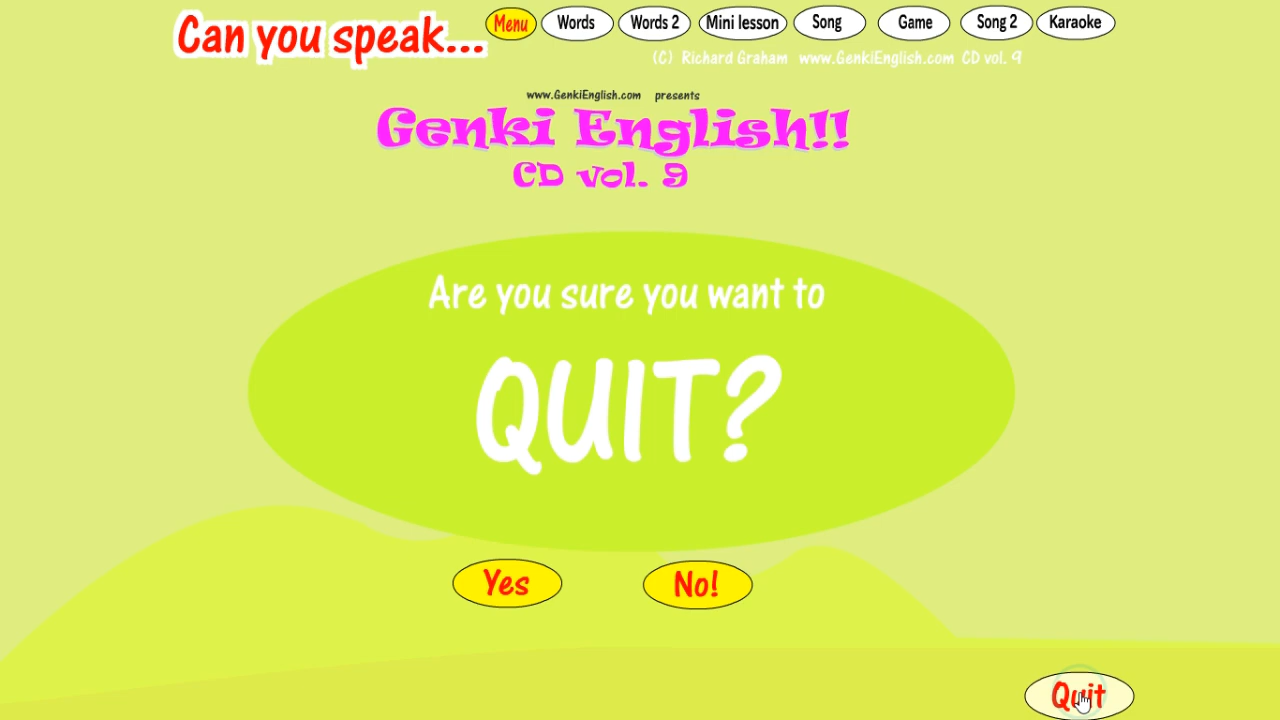 Can you speak...
Menu
Words
Words 2
Mini lesson
Song
Game
Song 2
Karaoke
(C) Richard Graham www.GenkiEnglish.com CD vol. 9
www.GenkiEnglish.com presents
Genki English!!
CD vol. 9
Are you sure you want to
QUIT?
Yes
No!
Quit